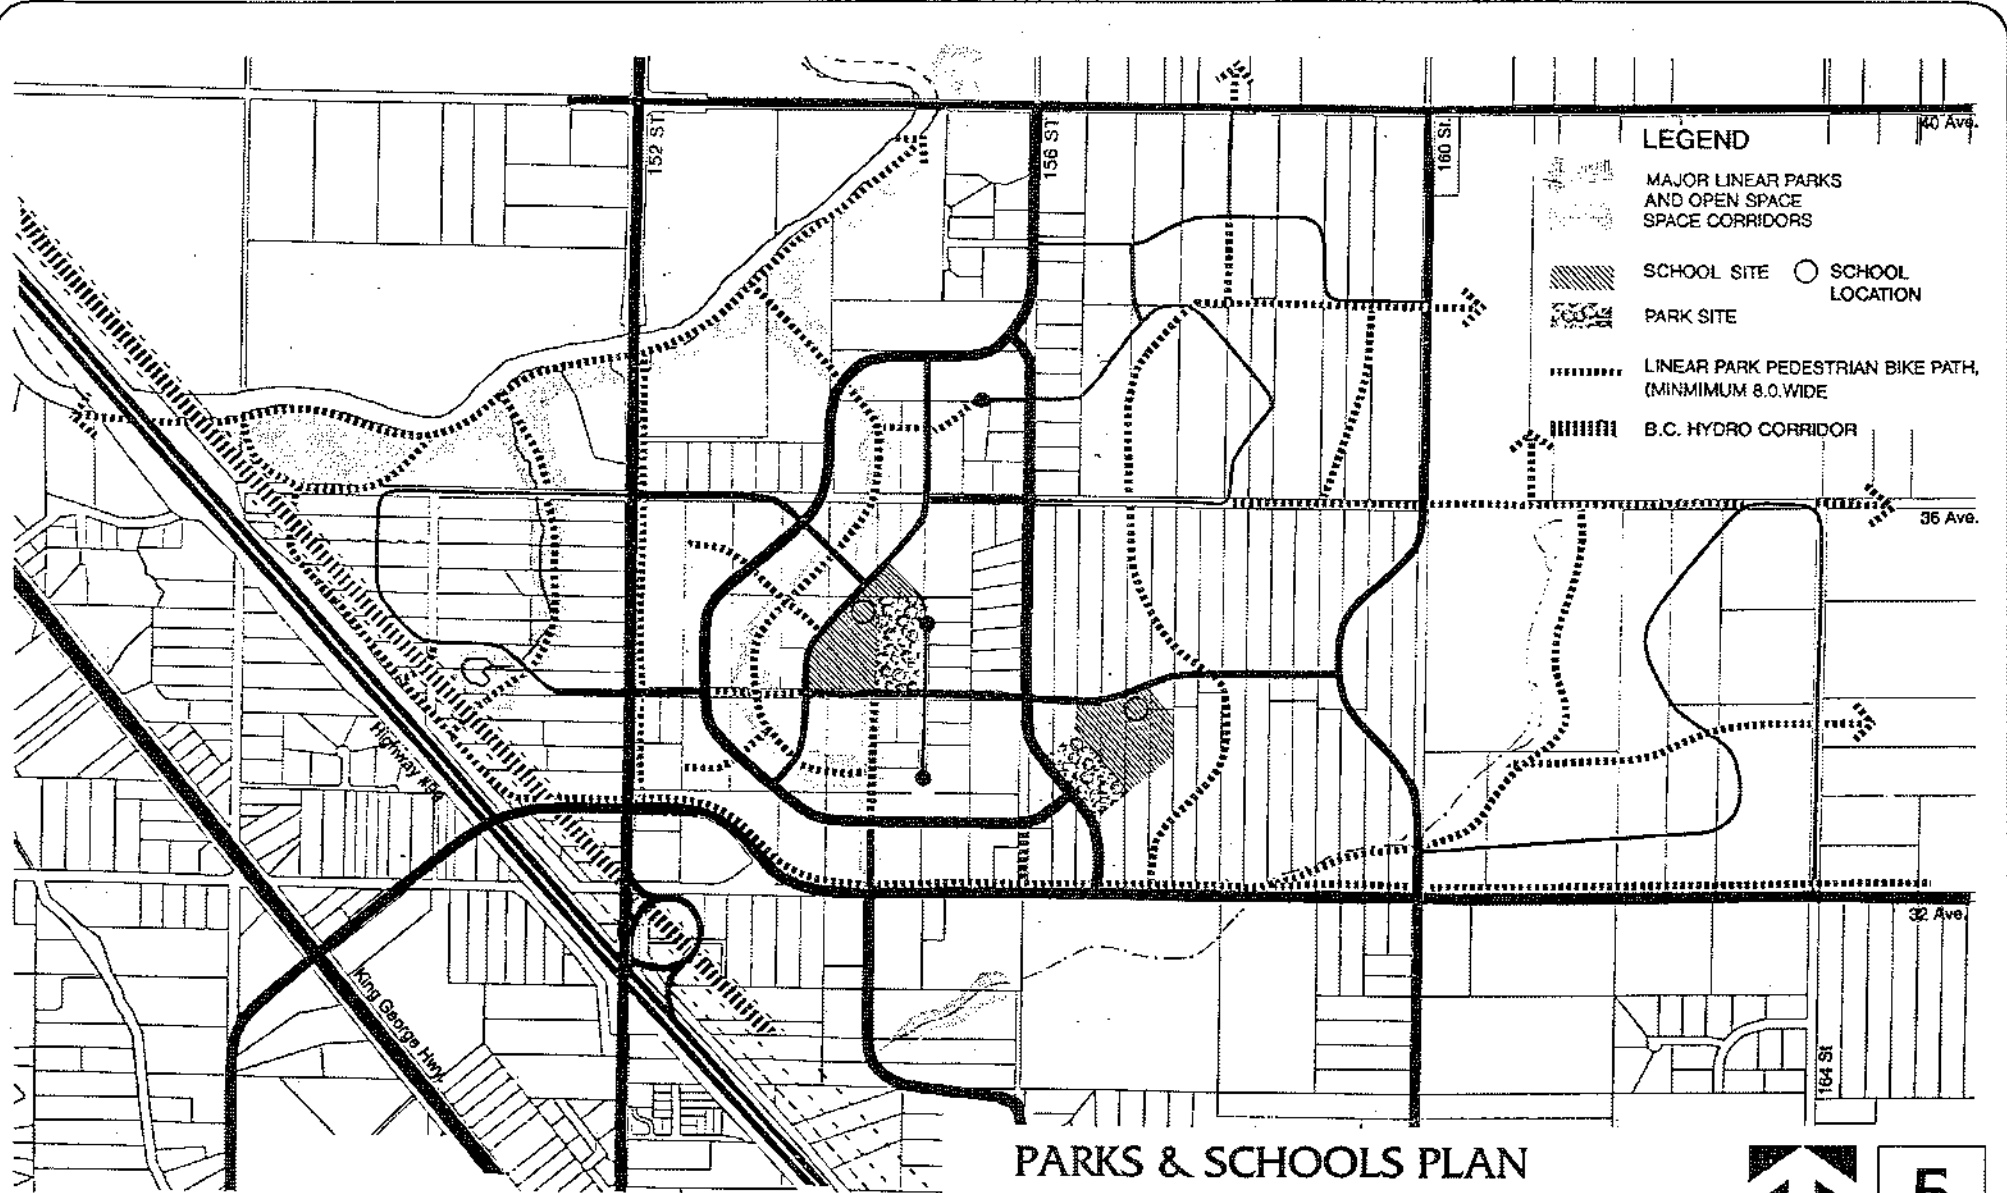 152 ST
156 ST
160 St.
40 Ave.
LEGEND
MAJOR LINEAR PARKS
AND OPEN SPACE
SPACE CORRIDORS
SCHOOL SITE
SCHOOL
LOCATION
PARK SITE
LINEAR PARK PEDESTRIAN BIKE PATH,
(MINMIMUM 8.0.WIDE
B.C. HYDRO CORRIDOR
36 Ave.
Highway #99
32 Ave.
King George Hwy.
164 St
PARKS & SCHOOLS PLAN
5